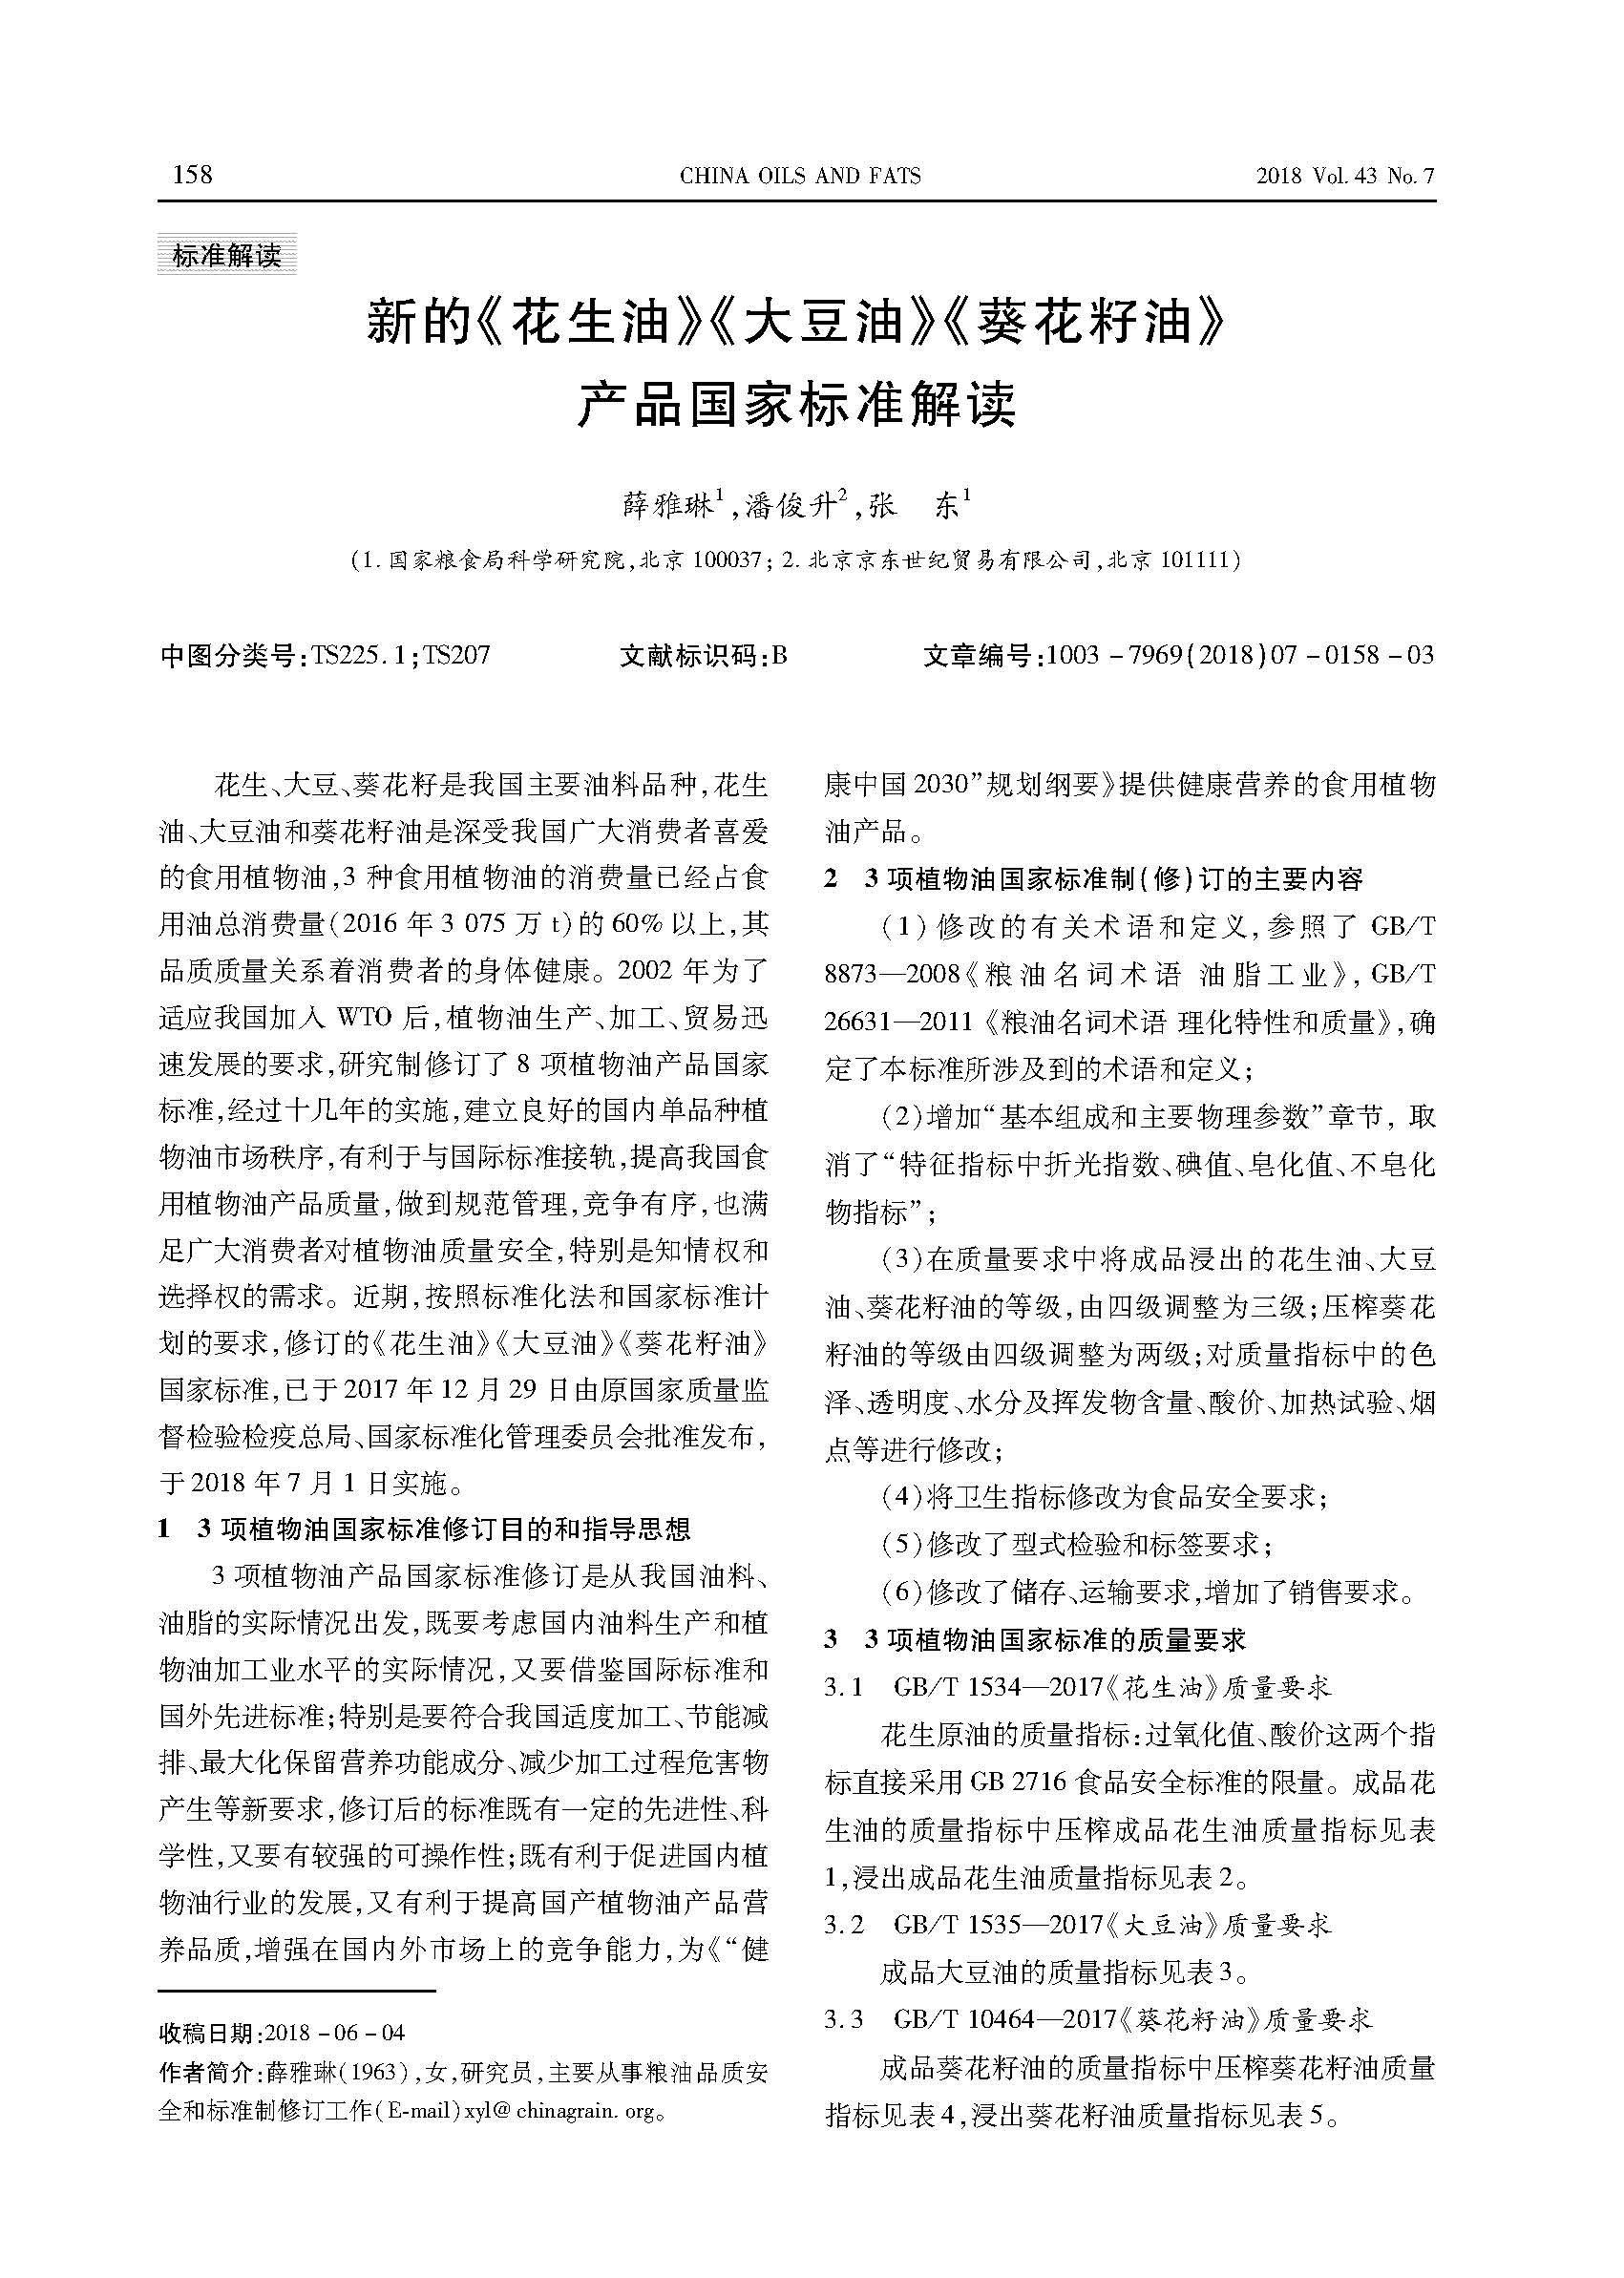 158
CHINA OILS AND FATS
2018 Vol. 43 No. 7
标准解读
新的《花生油》《大豆油》《葵花籽油》
产品国家标准解读
薛雅琳1,潘俊升2,张 东1
(1. 国家粮食局科学研究院,北京 100037; 2. 北京京东世纪贸易有限公司,北京 101111)
中图分类号:TS225.1;TS207 文献标识码:B 文章编号:1003-7969(2018)07-0158-03
花生、大豆、葵花籽是我国主要油料品种,花生
油、大豆油和葵花籽油是深受我国广大消费者喜爱
的食用植物油,3 种食用植物油的消费量已经占食
用油总消费量(2016 年 3 075 万 t)的 60% 以上,其
品质质量关系着消费者的身体健康。2002 年为了
适应我国加入 WTO 后,植物油生产、加工、贸易迅
速发展的要求,研究制修订了 8 项植物油产品国家
标准,经过十几年的实施,建立良好的国内单品种植
物油市场秩序,有利于与国际标准接轨,提高我国食
用植物油产品质量,做到规范管理,竞争有序,也满
足广大消费者对植物油质量安全,特别是知情权和
选择权的需求。近期,按照标准化法和国家标准计
划的要求,修订的《花生油》《大豆油》《葵花籽油》
国家标准,已于 2017 年 12 月 29 日由原国家质量监
督检验检疫总局、国家标准化管理委员会批准发布,
于 2018 年 7 月 1 日实施。
1 3 项植物油国家标准修订目的和指导思想
3 项植物油产品国家标准修订是从我国油料、
油脂的实际情况出发,既要考虑国内油料生产和植
物油加工业水平的实际情况,又要借鉴国际标准和
国外先进标准;特别是要符合我国适度加工、节能减
排、最大化保留营养功能成分、减少加工过程危害物
产生等新要求,修订后的标准既有一定的先进性、科
学性,又要有较强的可操作性;既有利于促进国内植
物油行业的发展,又有利于提高国产植物油产品营
养品质,增强在国内外市场上的竞争能力,为《“健
收稿日期:2018-06-04
作者简介:薛雅琳(1963),女,研究员,主要从事粮油品质安
全和标准制修订工作(E-mail)xyl@chinagrain.org。
康中国 2030”规划纲要》提供健康营养的食用植物
油产品。
2 3 项植物油国家标准制(修)订的主要内容
(1)修改的有关术语和定义,参照了 GB/T
8873—2008《粮油名词术语 油脂工业》, GB/T
26631—2011《粮油名词术语 理化特性和质量》,确
定了本标准所涉及到的术语和定义;
(2)增加“基本组成和主要物理参数”章节,取
消了“特征指标中折光指数、碘值、皂化值、不皂化
物指标”;
(3)在质量要求中将成品浸出的花生油、大豆
油、葵花籽油的等级,由四级调整为三级;压榨葵花
籽油的等级由四级调整为两级;对质量指标中的色
泽、透明度、水分及挥发物含量、酸价、加热试验、烟
点等进行修改;
(4)将卫生指标修改为食品安全要求;
(5)修改了型式检验和标签要求;
(6)修改了储存、运输要求,增加了销售要求。
3 3 项植物油国家标准的质量要求
3.1 GB/T 1534—2017《花生油》质量要求
花生原油的质量指标:过氧化值、酸价这两个指
标直接采用 GB 2716 食品安全标准的限量。成品花
生油的质量指标中压榨成品花生油质量指标见表
1,浸出成品花生油质量指标见表 2。
3.2 GB/T 1535—2017《大豆油》质量要求
成品大豆油的质量指标见表 3。
3.3 GB/T 10464—2017《葵花籽油》质量要求
成品葵花籽油的质量指标中压榨葵花籽油质量
指标见表 4,浸出葵花籽油质量指标见表 5。